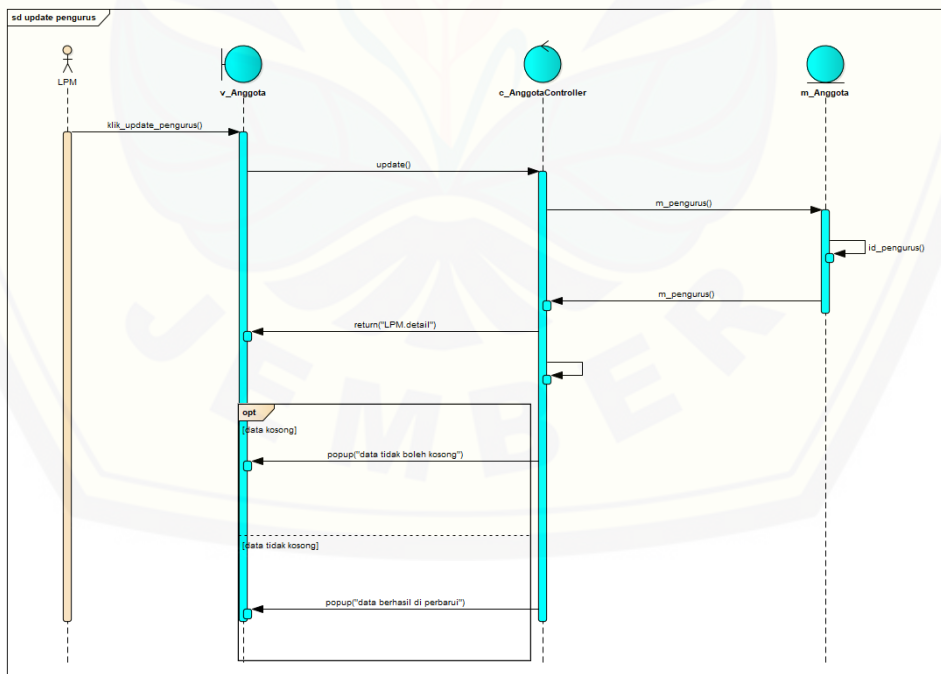 sd update pengurus
LPM
v_Anggota
c_AnggotaController
m_Anggota
klik_update_pengurus()
update()
m_pengurus()
id_pengurus()
m_pengurus()
return("LPM.detail")
opt
[data kosong]
popup("data tidak boleh kosong")
[data tidak kosong]
popup("data berhasil di perbarui")
JEMBER